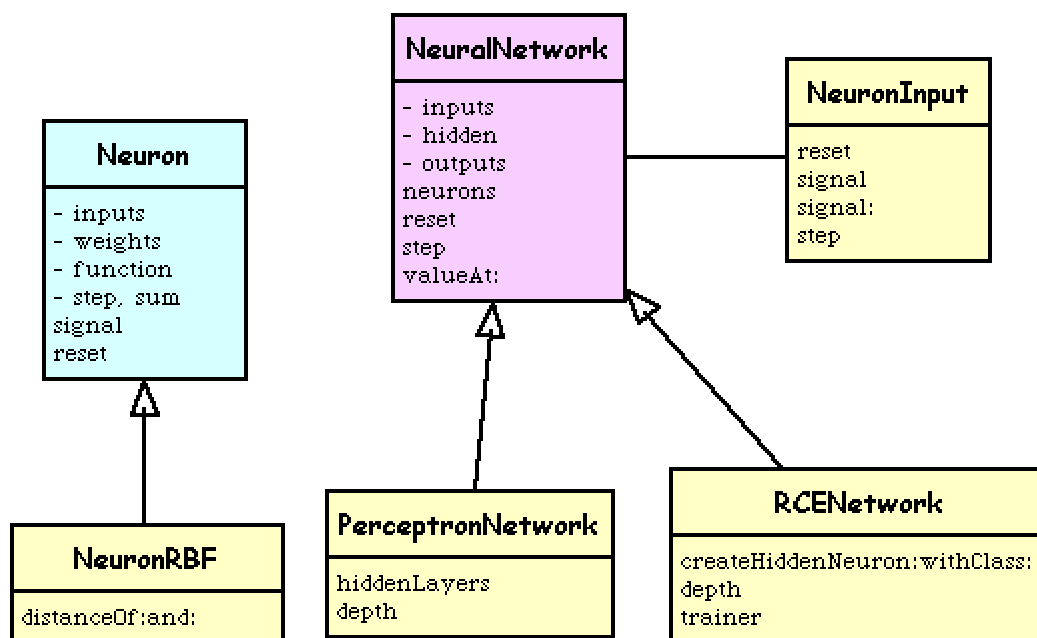 NeuralNetwork
- inputs
- hidden
- outputs
neurons
reset
step
valueAt:
NeuronInput
reset
signal
signal:
step
Neuron
- inputs
- weights
- function
- step, sum
signal
reset
NeuronRBF
distanceOf:and:
PerceptronNetwork
hiddenLayers
depth
RCENetwork
createHiddenNeuron:withClass:
depth
trainer